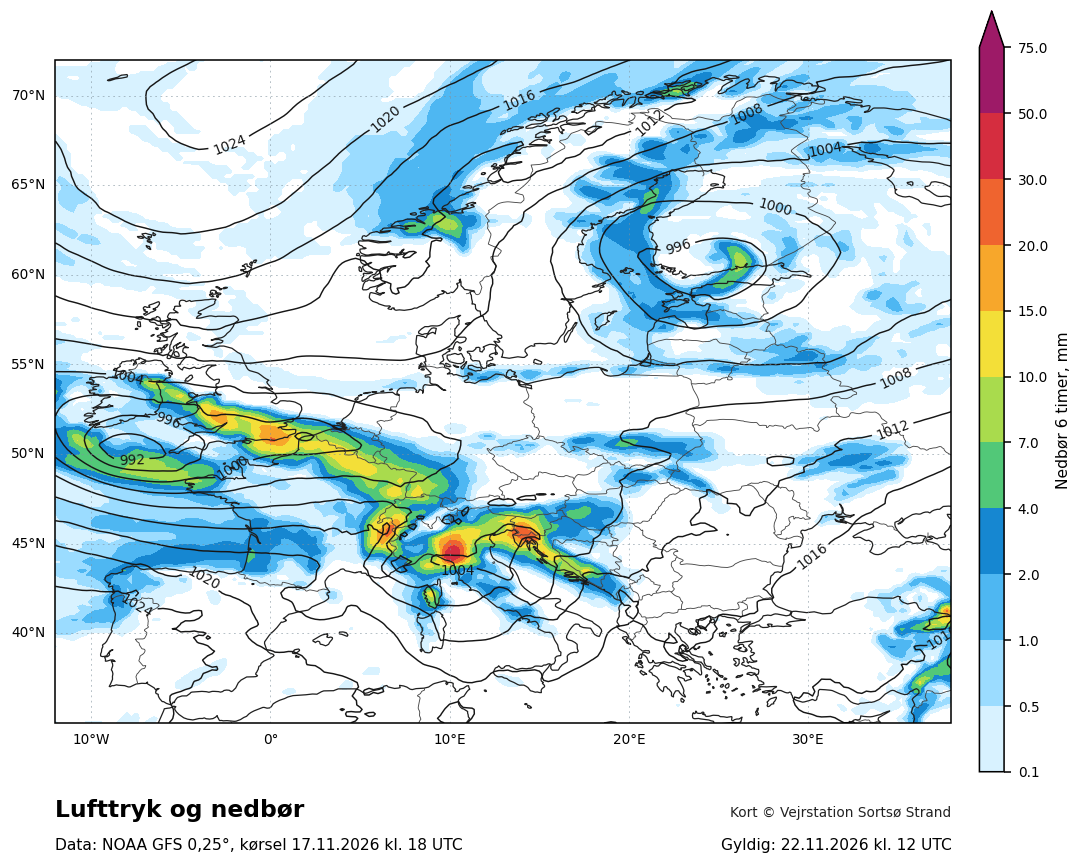 75.0
50.0
30.0
20.0
15.0
10.0
7.0
4.0
2.0
1.0
0.5
0.1
Nedbør 6 timer, mm
70°N
65°N
60°N
55°N
50°N
45°N
40°N
10°W
0°
10°E
20°E
30°E
1024
1020
1016
1012
1008
1004
1000
996
1004
996
992
1000
1008
1012
1016
1020
1024
1004
Lufttryk og nedbør
Kort © Vejrstation Sortsø Strand
Data: NOAA GFS 0,25°, kørsel 17.11.2026 kl. 18 UTC
Gyldig: 22.11.2026 kl. 12 UTC